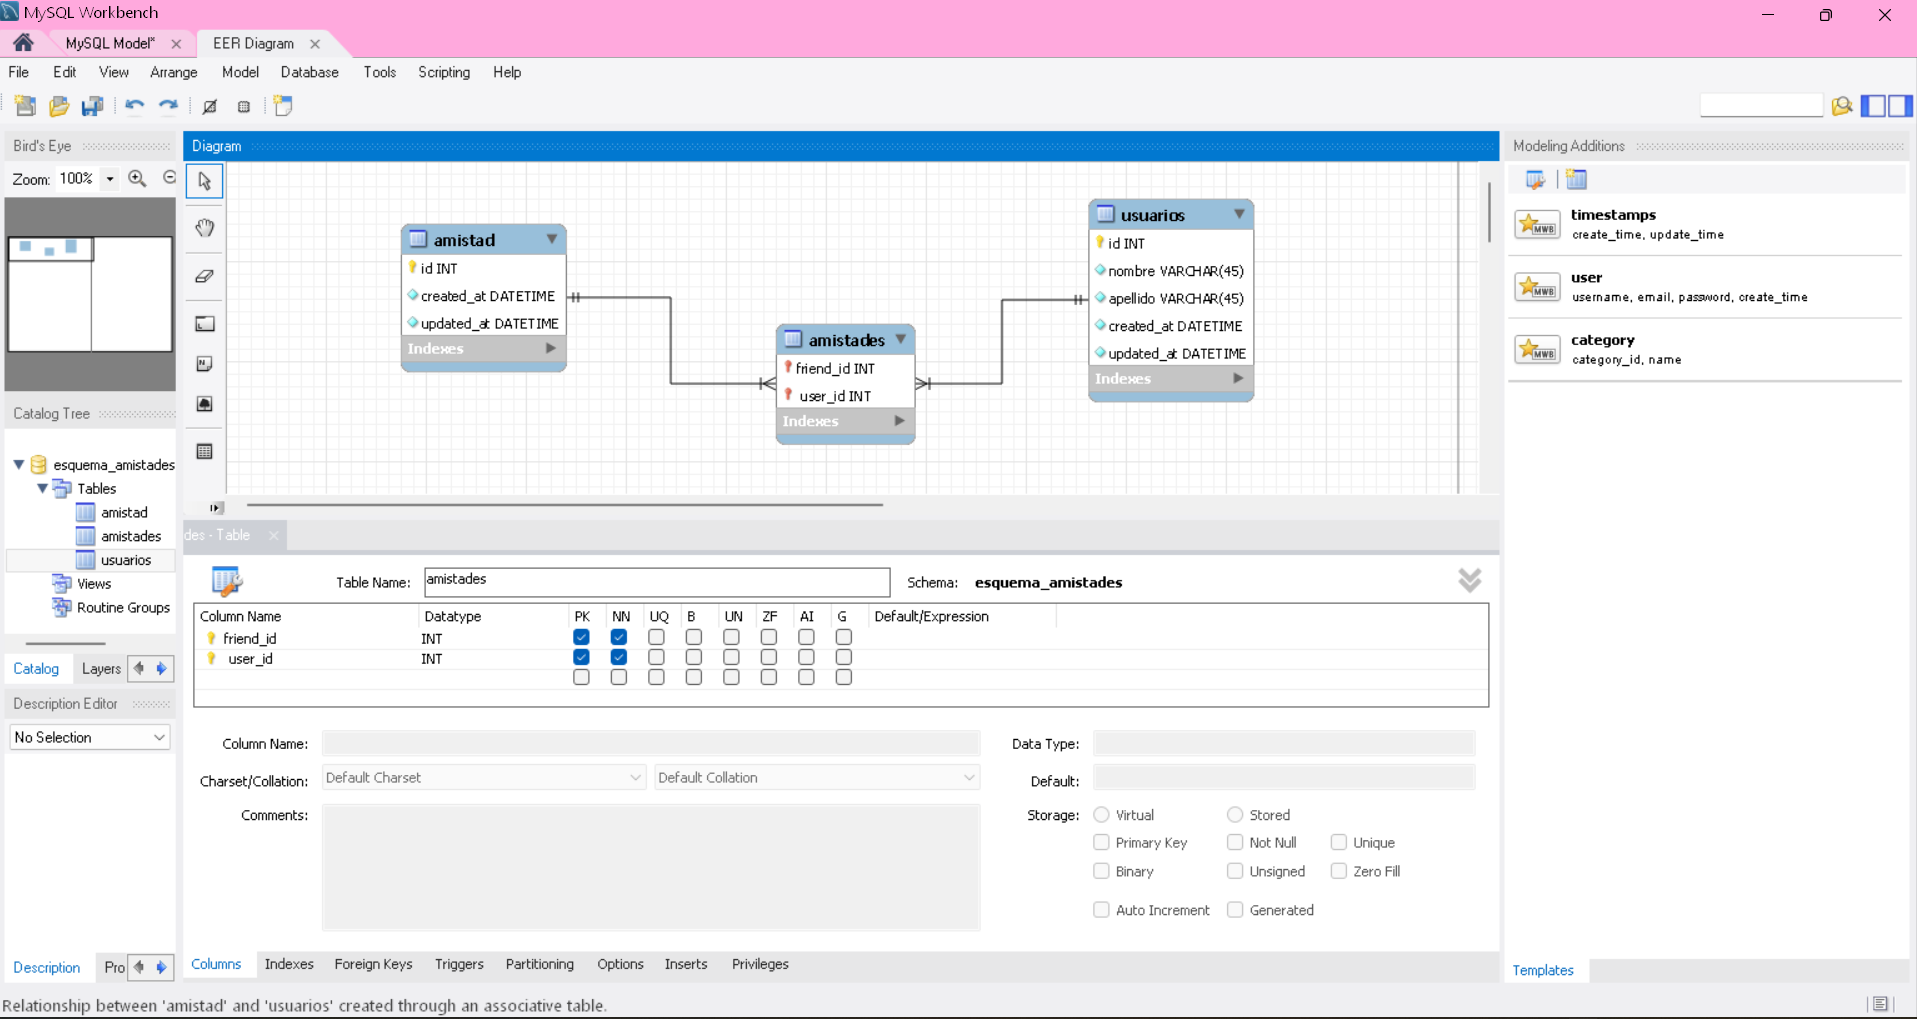 MySQL Workbench
MySQL Model*
EER Diagram
File Edit View Arrange Model Database Tools Scripting Help
Bird's Eye
Zoom: 100%
Diagram
Modeling Additions
amistad
id INT
created_at DATETIME
updated_at DATETIME
Indexes
amistades
friend_id INT
user_id INT
Indexes
usuarios
id INT
nombre VARCHAR(45)
apellido VARCHAR(45)
created_at DATETIME
updated_at DATETIME
Indexes
MWB
timestamps
create_time, update_time
MWB
user
username, email, password, create_time
MWB
category
category_id, name
Catalog Tree
esquema_amistades
Tables
amistad
amistades
usuarios
Views
Routine Groups
Catalog Layers
Description Editor
No Selection
Description Pro
des - Table
Table Name: amistades Schema: esquema_amistades
Column Name Datatype PK NN UQ B UN ZF AI G Default/Expression
friend_id INT
user_id INT
Column Name: Data Type:
Charset/Collation: Default Charset Default Collation Default:
Comments: Storage: Virtual Stored
Primary Key Not Null Unique
Binary Unsigned Zero Fill
Auto Increment Generated
Columns Indexes Foreign Keys Triggers Partitioning Options Inserts Privileges
Templates
Relationship between 'amistad' and 'usuarios' created through an associative table.